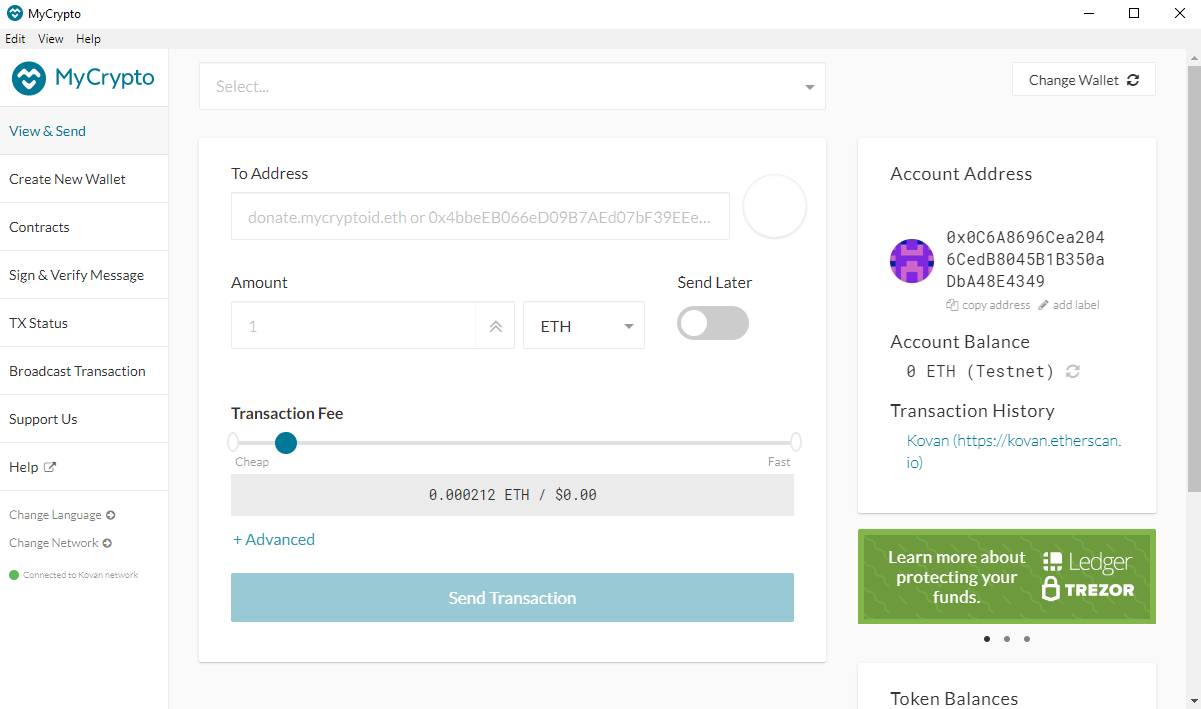 MyCrypto
Edit View Help
MyCrypto
View & Send
Create New Wallet
Contracts
Sign & Verify Message
TX Status
Broadcast Transaction
Support Us
Help
Change Language
Change Network
Connected to Kovan network
Select...
Change Wallet
To Address
donate.mycryptoid.eth or 0x4bbeEB066eD09B7AEd07bF39EEe...
Amount
Send Later
1
ETH
Transaction Fee
Cheap
Fast
0.000212 ETH / $0.00
+ Advanced
Send Transaction
Account Address
0x0C6A8696Cea204
6CedB8045B1B350a
DbA48E4349
copy address add label
Account Balance
0 ETH (Testnet)
Transaction History
Kovan (https://kovan.etherscan.
io)
Learn more about
protecting your
funds.
Ledger
TREZOR
Token Balances